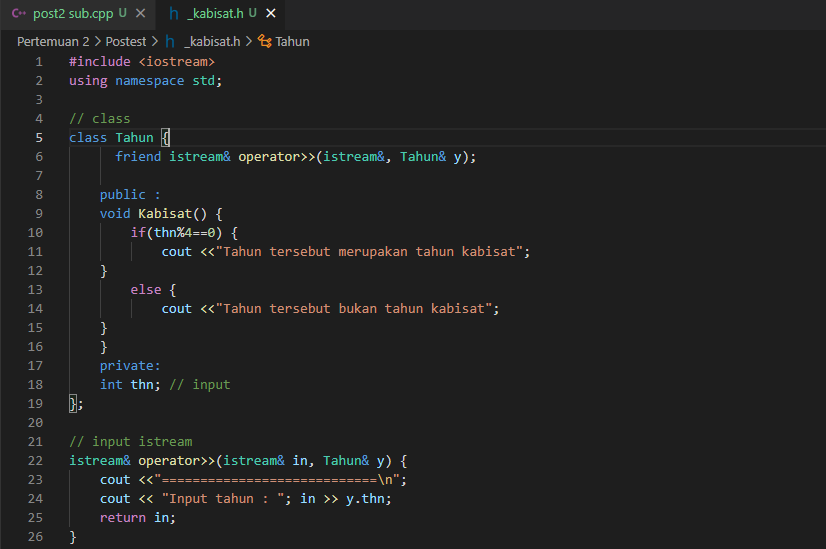 post2 sub.cpp U
_kabisat.h U
Pertemuan 2 > Postest > _kabisat.h > Tahun
1 #include <iostream>
2 using namespace std;
3
4 // class
5 class Tahun {
6       friend istream& operator>>(istream&, Tahun& y);
7
8     public :
9     void Kabisat() {
10         if(thn%4==0) {
11             cout <<"Tahun tersebut merupakan tahun kabisat";
12     }
13         else {
14             cout <<"Tahun tersebut bukan tahun kabisat";
15     }
16     }
17     private:
18     int thn; // input
19 };
20
21 // input istream
22 istream& operator>>(istream& in, Tahun& y) {
23     cout <<"============================\n";
24     cout << "Input tahun : "; in >> y.thn;
25     return in;
26 }